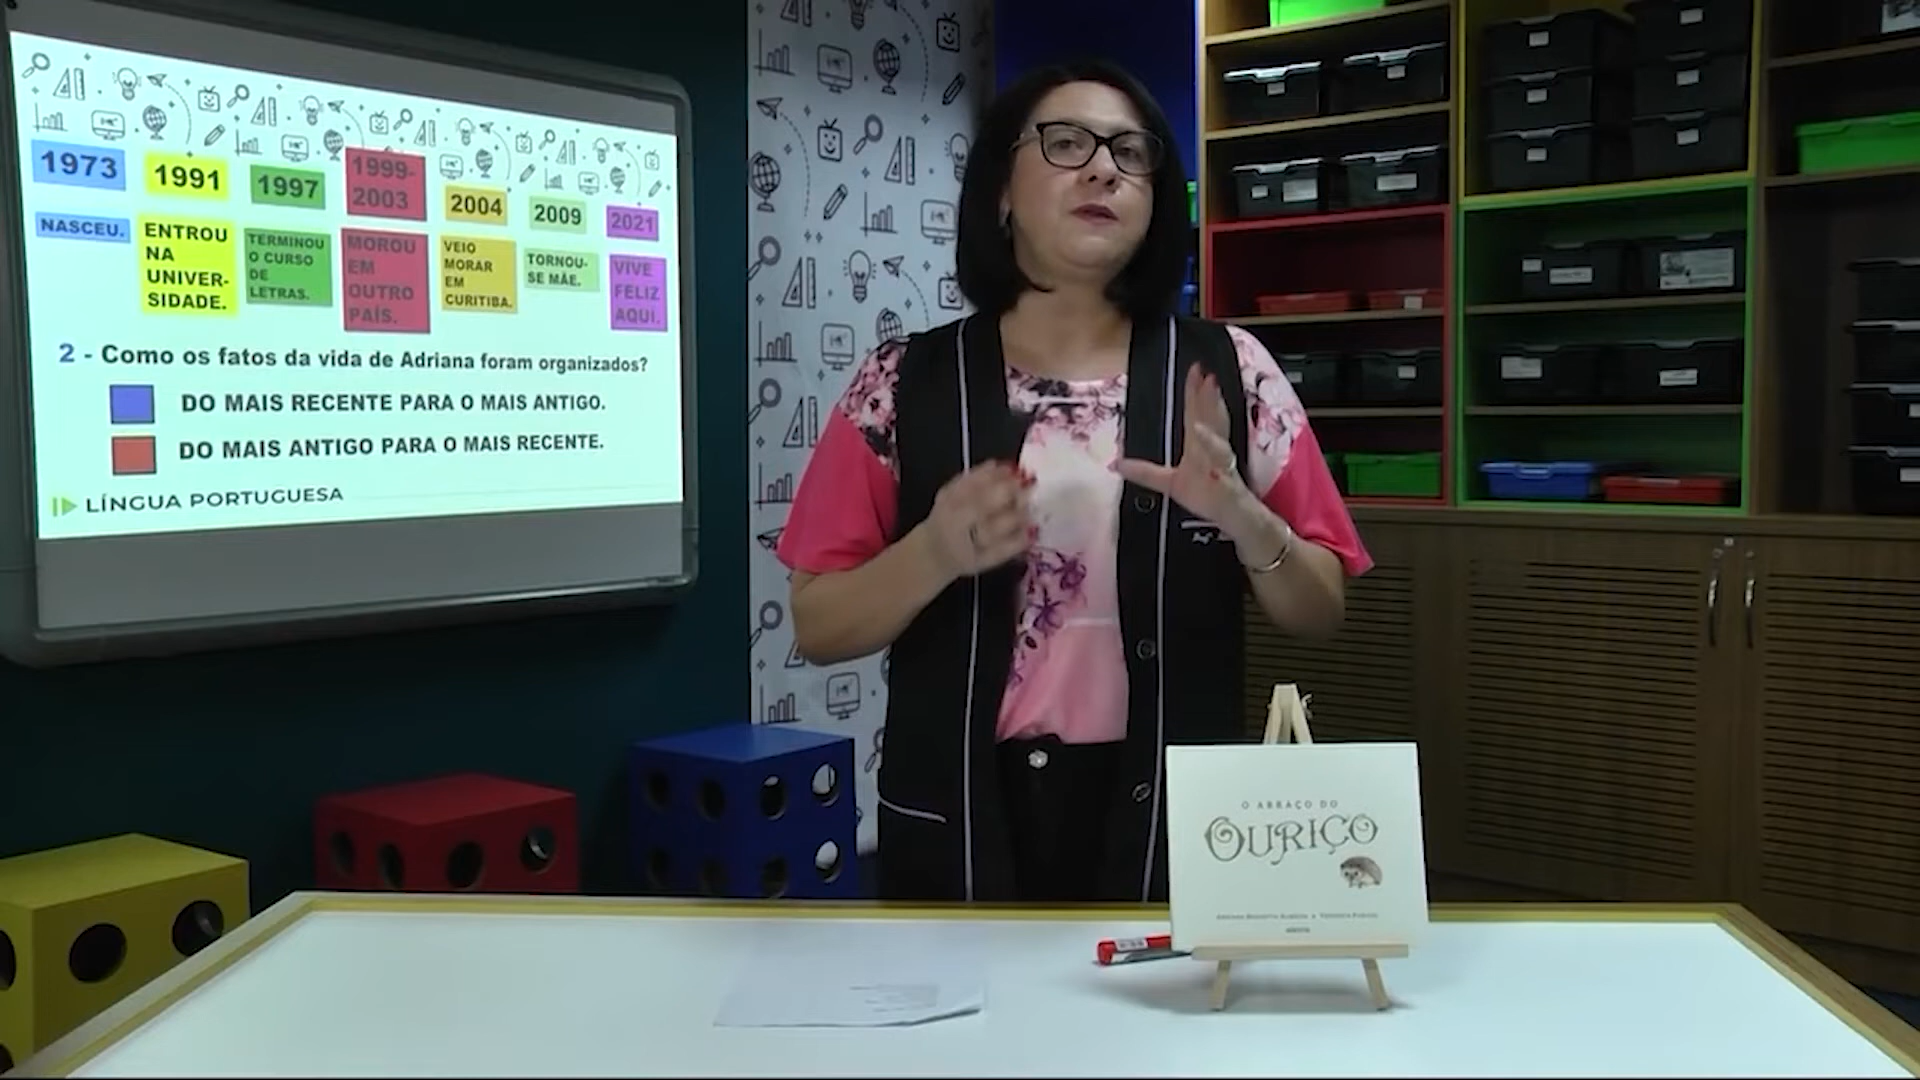 1973
1991
1997
1999-
2003
2004
2009
2021
NASCEU.
ENTROU
NA
UNIVER-
SIDADE.
TERMINOU
O CURSO
DE
LETRAS.
MOROU
EM
OUTRO
PAÍS.
VEIO
MORAR
EM
CURITIBA.
TORNOU-
SE MÃE.
VIVE
FELIZ
AQUI.
2 - Como os fatos da vida de Adriana foram organizados?
DO MAIS RECENTE PARA O MAIS ANTIGO.
DO MAIS ANTIGO PARA O MAIS RECENTE.
LÍNGUA PORTUGUESA
O ABRAÇO DO
OURIÇO